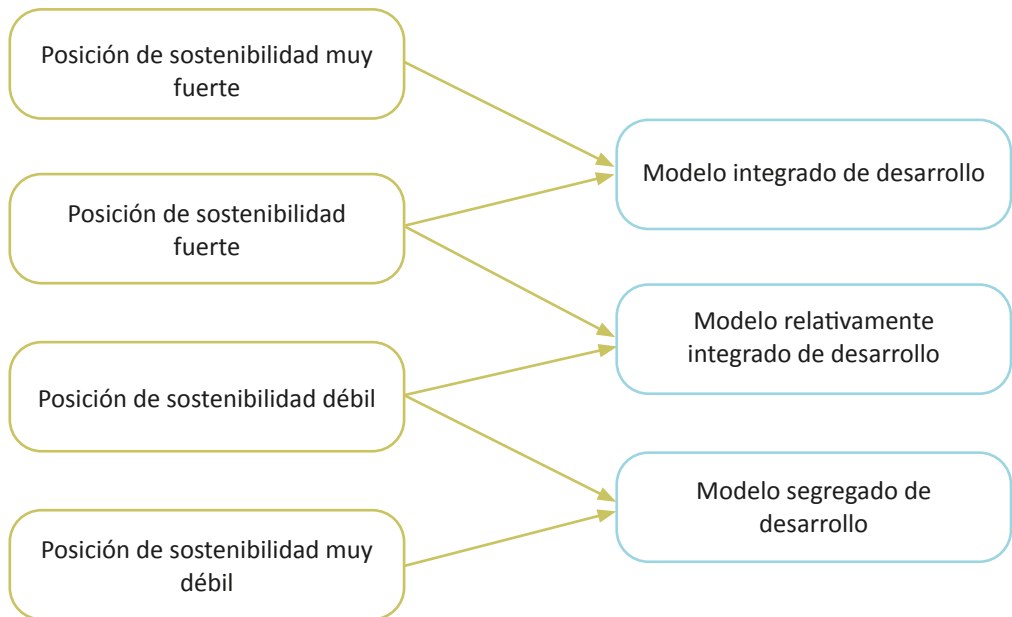 Posición de sostenibilidad muy
fuerte
Posición de sostenibilidad
fuerte
Posición de sostenibilidad débil
Posición de sostenibilidad muy
débil
Modelo integrado de desarrollo
Modelo relativamente
integrado de desarrollo
Modelo segregado de
desarrollo